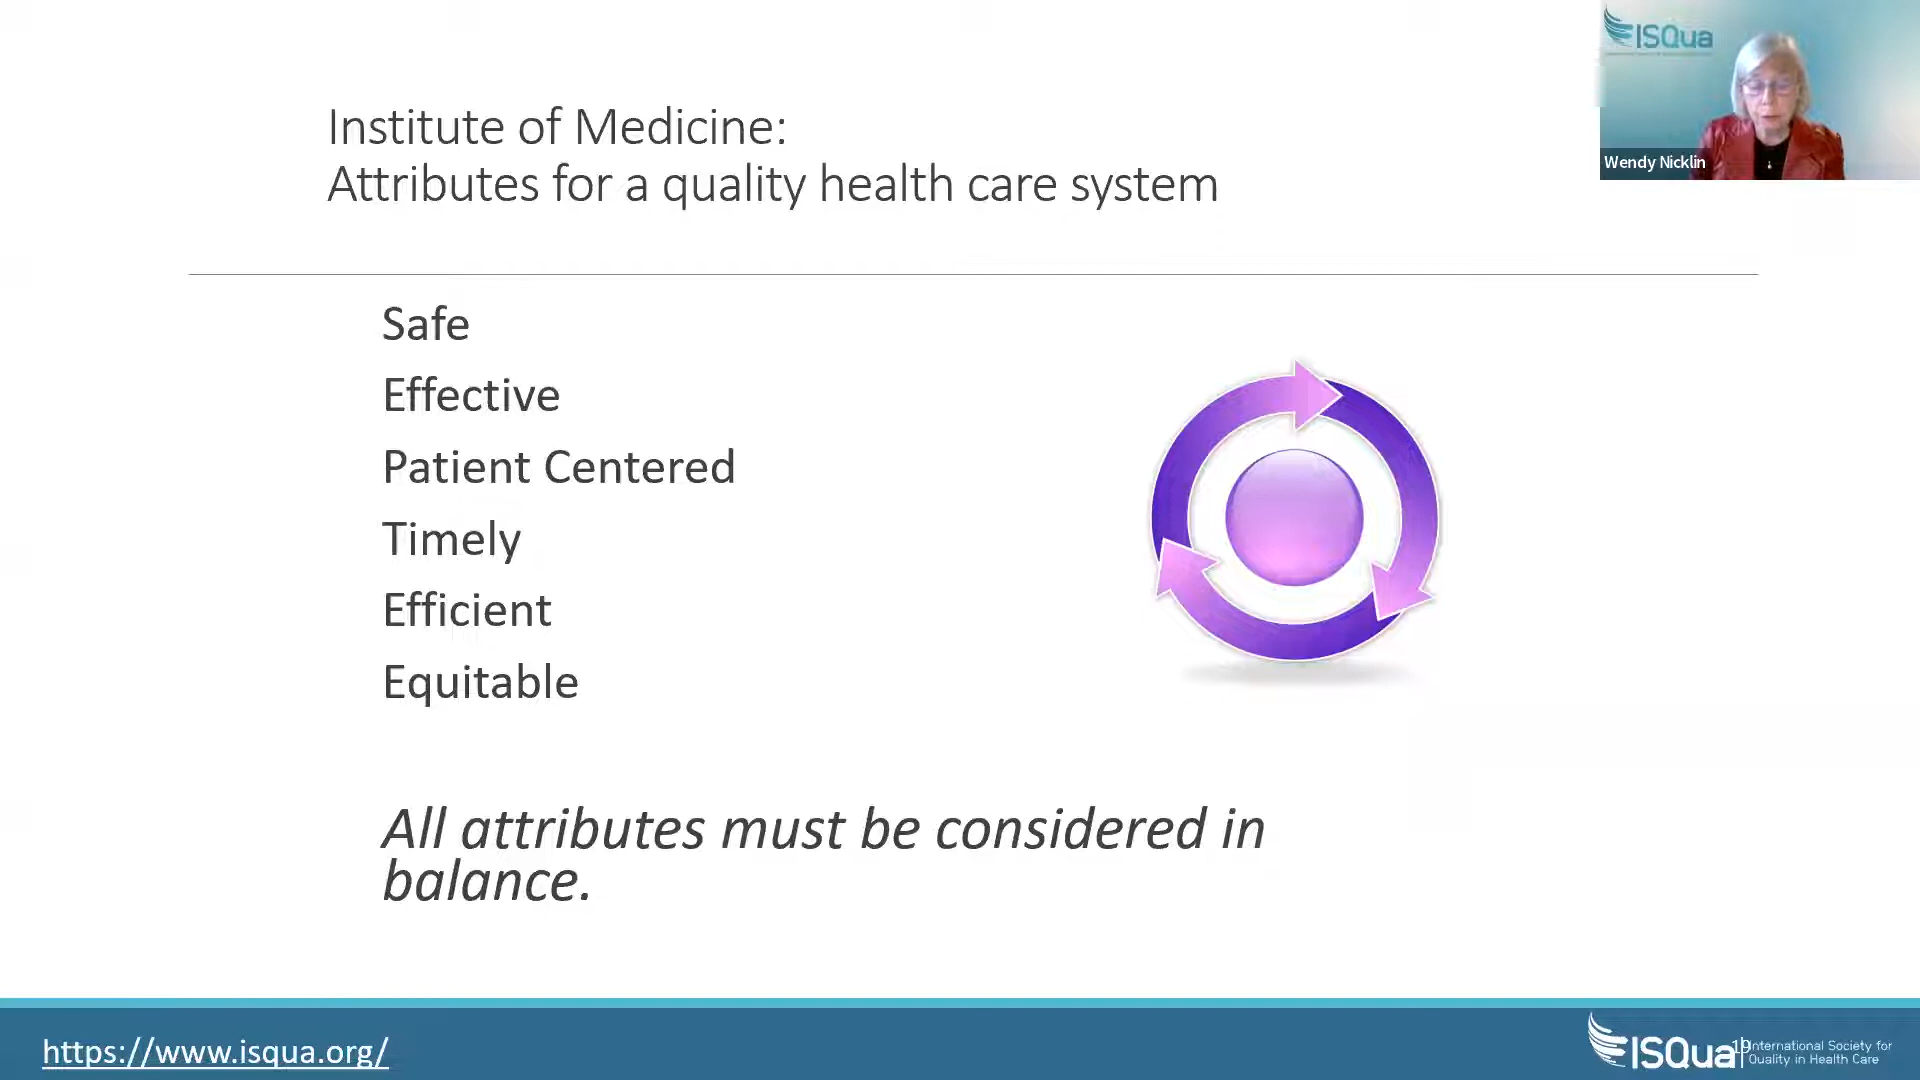 ISQua
Wendy Nicklin
Institute of Medicine:
Attributes for a quality health care system
Safe
Effective
Patient Centered
Timely
Efficient
Equitable
All attributes must be considered in
balance.
https://www.isqua.org/
ISQua
19
International Society for
Quality in Health Care